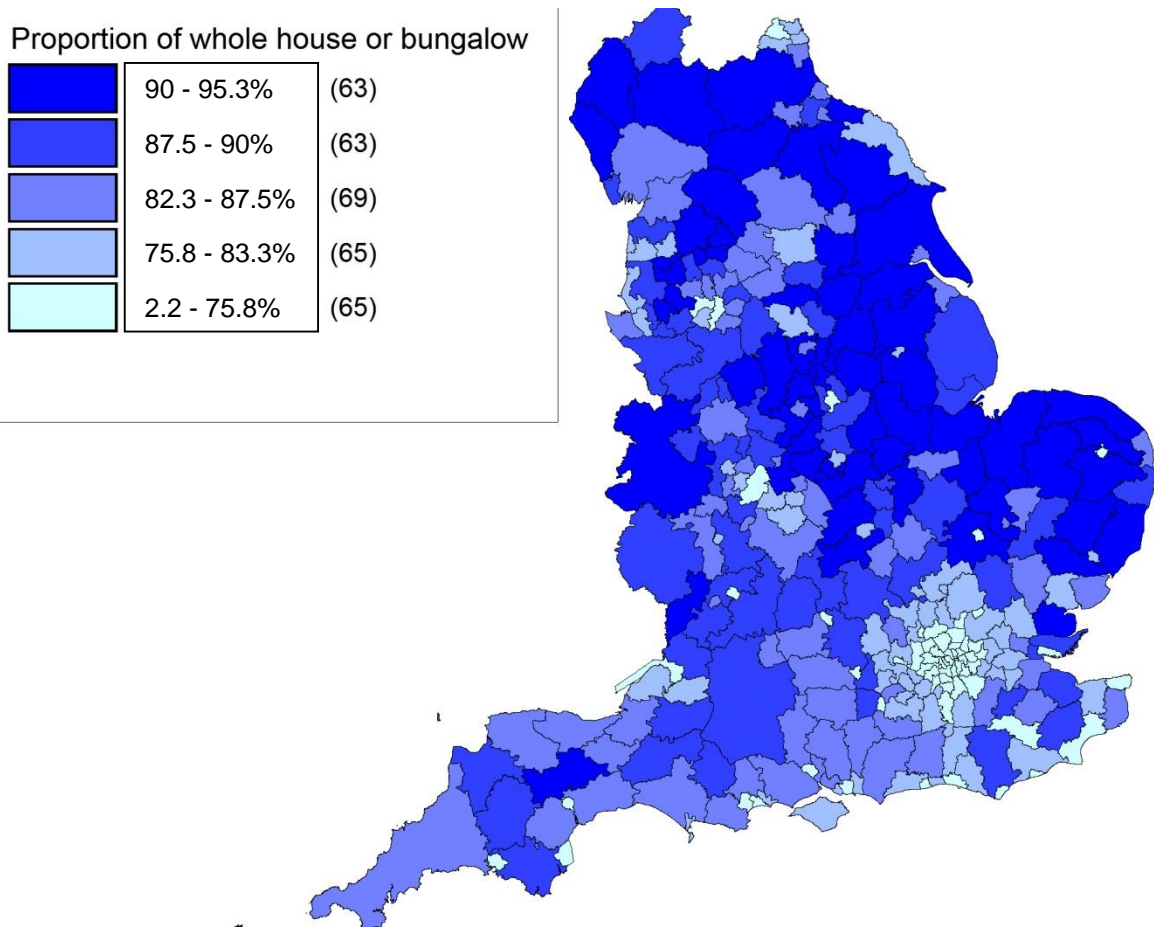 Proportion of whole house or bungalow
90 - 95.3% (63)
87.5 - 90% (63)
82.3 - 87.5% (69)
75.8 - 83.3% (65)
2.2 - 75.8% (65)